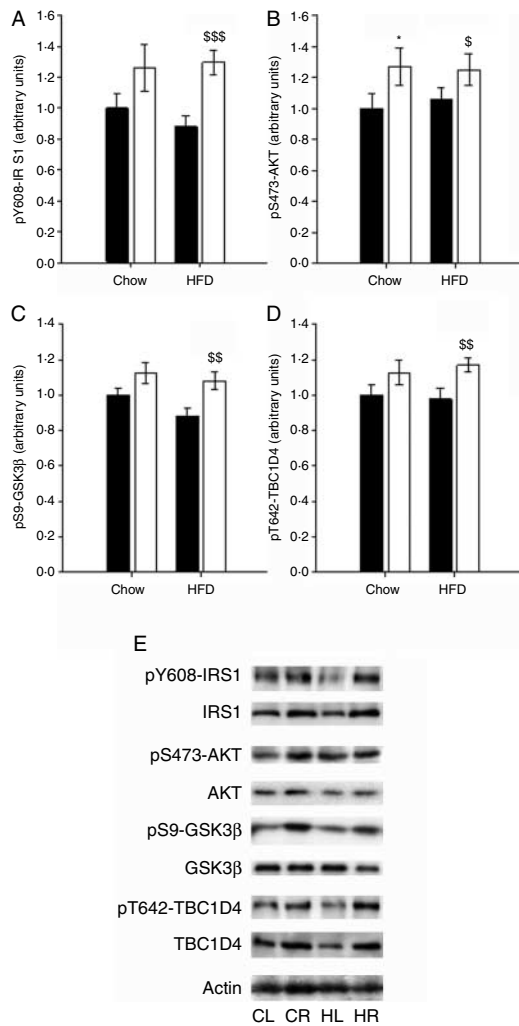 A
B
pY608-IR S1 (arbitrary units)
1·6
1·4
1·2
1·0
0·8
0·6
0·4
0·2
0·0
$$$
Chow HFD
pS473-AKT (arbitrary units)
1·6
1·4
1·2
1·0
0·8
0·6
0·4
0·2
0·0
* $
Chow HFD
C
D
pS9-GSK3β (arbitrary units)
1·4
1·2
1·0
0·8
0·6
0·4
0·2
0·0
$$
Chow HFD
pT642-TBC1D4 (arbitrary units)
1·4
1·2
1·0
0·8
0·6
0·4
0·2
0·0
$$
Chow HFD
E
pY608-IRS1
IRS1
pS473-AKT
AKT
pS9-GSK3β
GSK3β
pT642-TBC1D4
TBC1D4
Actin
CL CR HL HR